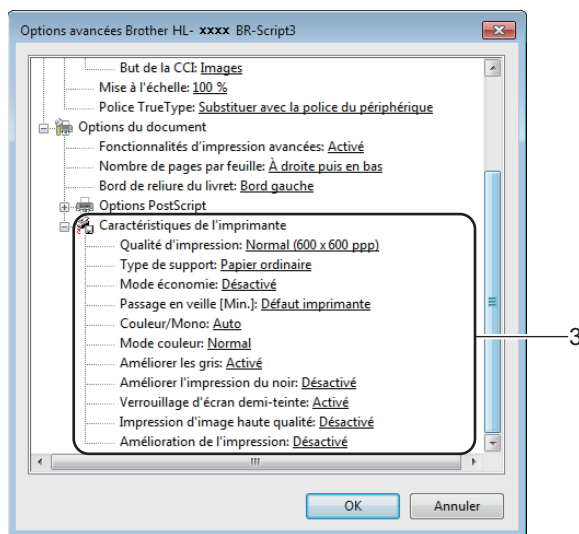 Options avancées Brother HL- xxxx BR-Script3
But de la CCI: Images
Mise à l'échelle: 100 %
Police TrueType: Substituer avec la police du périphérique
Options du document
Fonctionnalités d'impression avancées: Activé
Nombre de pages par feuille: À droite puis en bas
Bord de reliure du livret: Bord gauche
Options PostScript
Caractéristiques de l'imprimante
Qualité d'impression: Normal (600 x 600 ppp)
Type de support: Papier ordinaire
Mode économie: Désactivé
Passage en veille [Min.]: Défaut imprimante
Couleur/Mono: Auto
3
Mode couleur: Normal
Améliorer les gris: Activé
Améliorer l'impression du noir: Désactivé
Verrouillage d'écran demi-teinte: Activé
Impression d'image haute qualité: Désactivé
Amélioration de l'impression: Désactivé
OK Annuler